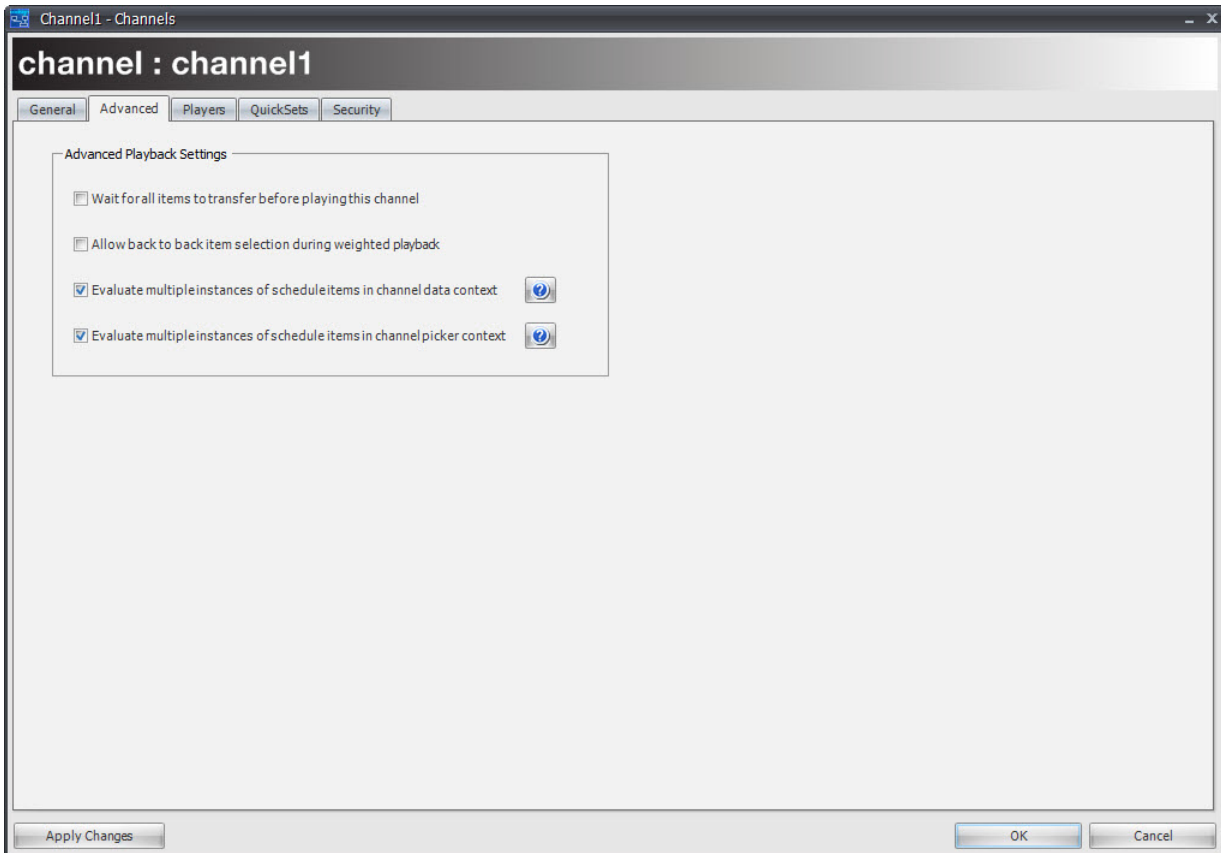 Channel1 - Channels
channel : channel1
General Advanced Players QuickSets Security
Advanced Playback Settings
Wait for all items to transfer before playing this channel
Allow back to back item selection during weighted playback
Evaluate multiple instances of schedule items in channel data context
Evaluate multiple instances of schedule items in channel picker context
Apply Changes OK Cancel